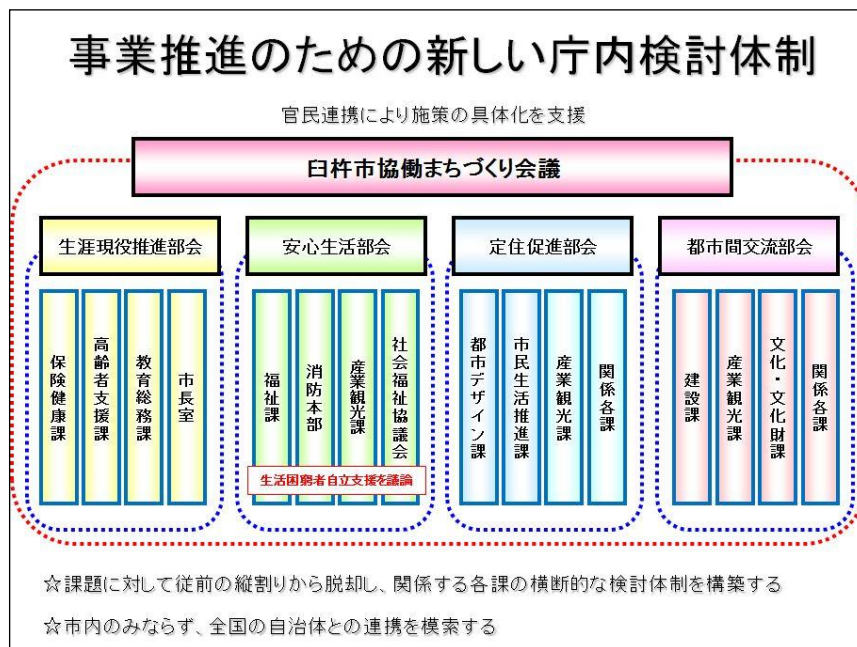 事業推進のための新しい庁内検討体制
官民連携により施策の具体化を支援
臼杵市協働まちづくり会議
生涯現役推進部会
保険健康課
高齢者支援課
教育総務課
市長室
安心生活部会
福祉課
消防本部
産業観光課
社会福祉協議会
生活困窮者自立支援を議論
定住促進部会
都市デザイン課
市民生活推進課
産業観光課
関係各課
都市間交流部会
建設課
産業観光課
文化・文化財課
関係各課
☆課題に対して従前の縦割りから脱却し、関係する各課の横断的な検討体制を構築する
☆市内のみならず、全国の自治体との連携を模索する